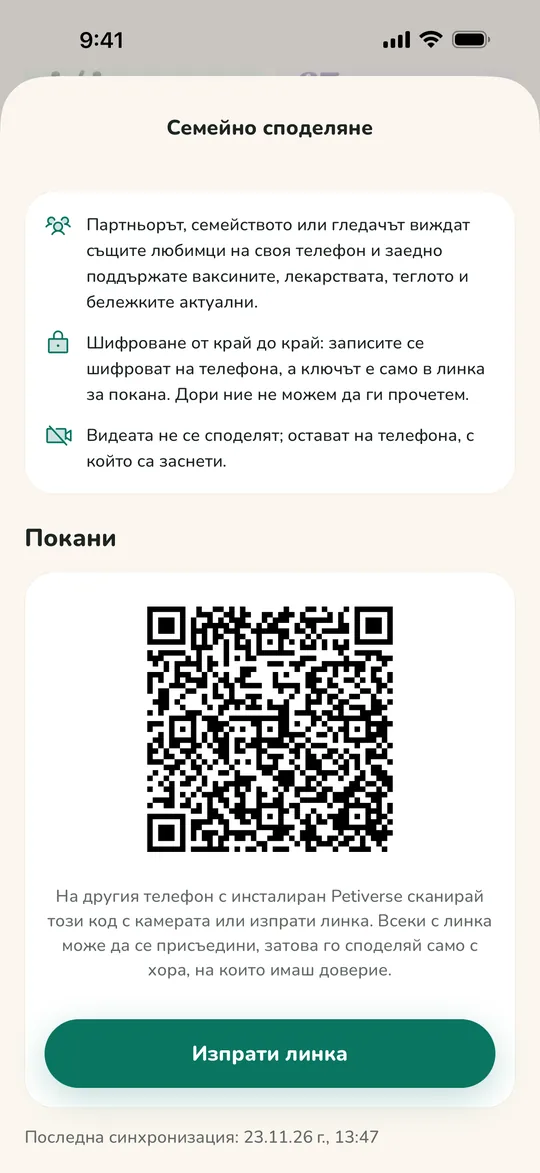 9:41
Семейно споделяне
Партньорът, семейството или гледачът виждат
същите любимци на своя телефон и заедно
поддържате ваксините, лекарствата, теглото и
бележките актуални.
Шифроване от край до край: записите се
шифроват на телефона, а ключът е само в линка
за покана. Дори ние не можем да ги прочетем.
Видеата не се споделят; остават на телефона, с
който са заснети.
Покани
На другия телефон с инсталиран Petiverse сканирай
този код с камерата или изпрати линка. Всеки с линка
може да се присъедини, затова го споделяй само с
хора, на които имаш доверие.
Изпрати линка
Последна синхронизация: 23.11.26 г., 13:47